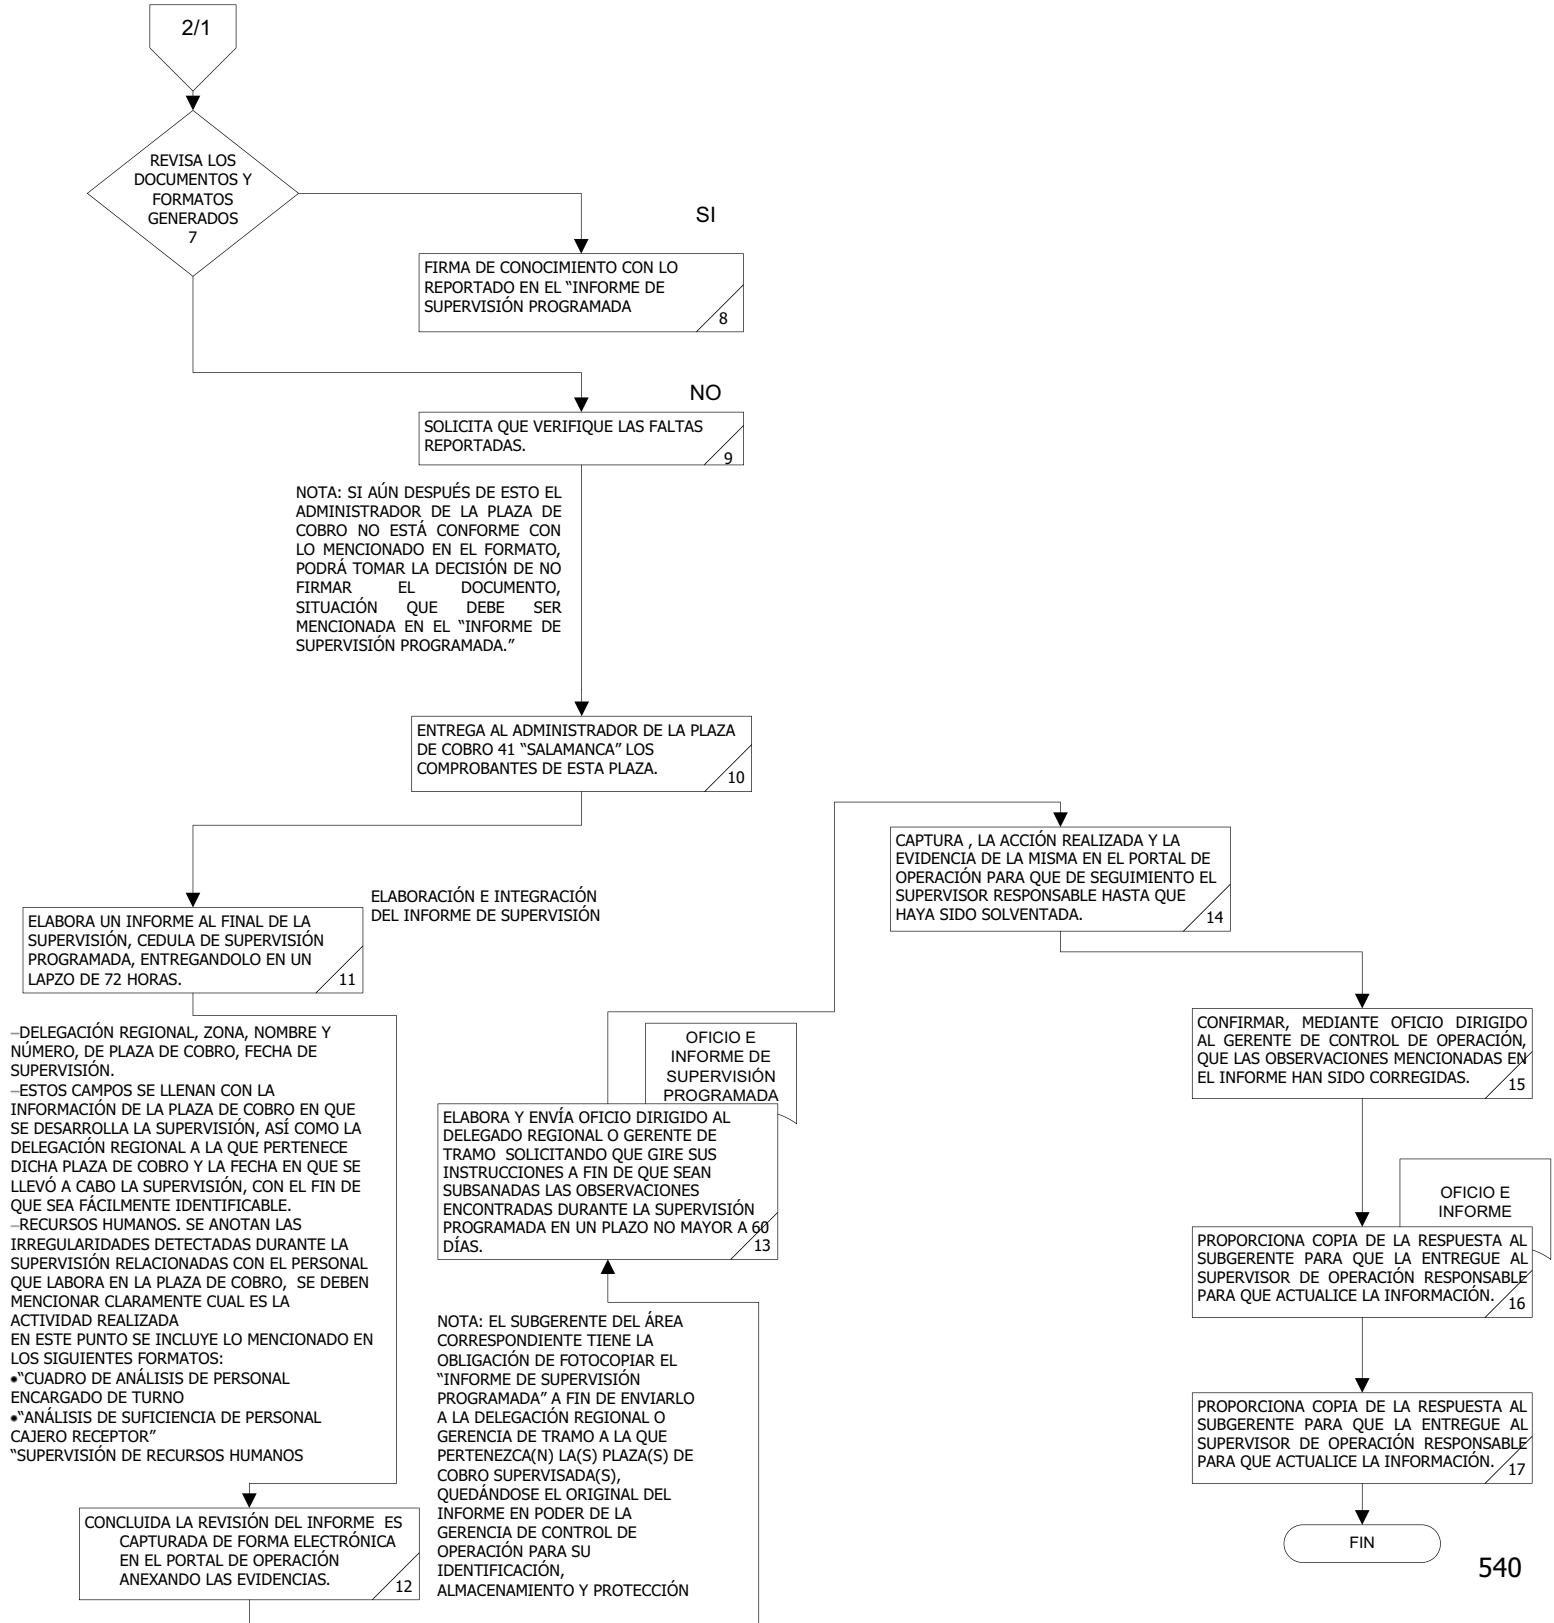 2/1
REVISA LOS
DOCUMENTOS Y
FORMATOS
GENERADOS
7
SI
FIRMA DE CONOCIMIENTO CON LO
REPORTADO EN EL “INFORME DE
SUPERVISIÓN PROGRAMADA
8
NO
SOLICITA QUE VERIFIQUE LAS FALTAS
REPORTADAS.
9
NOTA: SI AÚN DESPUÉS DE ESTO EL
ADMINISTRADOR DE LA PLAZA DE
COBRO NO ESTÁ CONFORME CON
LO MENCIONADO EN EL FORMATO,
PODRÁ TOMAR LA DECISIÓN DE NO
FIRMAR EL DOCUMENTO,
SITUACIÓN QUE DEBE SER
MENCIONADA EN EL “INFORME DE
SUPERVISIÓN PROGRAMADA.”
ENTREGA AL ADMINISTRADOR DE LA PLAZA
DE COBRO 41 “SALAMANCA” LOS
COMPROBANTES DE ESTA PLAZA.
10
ELABORACIÓN E INTEGRACIÓN
DEL INFORME DE SUPERVISIÓN
ELABORA UN INFORME AL FINAL DE LA
SUPERVISIÓN, CEDULA DE SUPERVISIÓN
PROGRAMADA, ENTREGANDOLO EN UN
LAPZO DE 72 HORAS.
11
–DELEGACIÓN REGIONAL, ZONA, NOMBRE Y
NÚMERO, DE PLAZA DE COBRO, FECHA DE
SUPERVISIÓN.
–ESTOS CAMPOS SE LLENAN CON LA
INFORMACIÓN DE LA PLAZA DE COBRO EN QUE
SE DESARROLLA LA SUPERVISIÓN, ASÍ COMO LA
DELEGACIÓN REGIONAL A LA QUE PERTENECE
DICHA PLAZA DE COBRO Y LA FECHA EN QUE SE
LLEVÓ A CABO LA SUPERVISIÓN, CON EL FIN DE
QUE SEA FÁCILMENTE IDENTIFICABLE.
–RECURSOS HUMANOS. SE ANOTAN LAS
IRREGULARIDADES DETECTADAS DURANTE LA
SUPERVISIÓN RELACIONADAS CON EL PERSONAL
QUE LABORA EN LA PLAZA DE COBRO, SE DEBEN
MENCIONAR CLARAMENTE CUAL ES LA
ACTIVIDAD REALIZADA
EN ESTE PUNTO SE INCLUYE LO MENCIONADO EN
LOS SIGUIENTES FORMATOS:
•“CUADRO DE ANÁLISIS DE PERSONAL
ENCARGADO DE TURNO
•“ANÁLISIS DE SUFICIENCIA DE PERSONAL
CAJERO RECEPTOR”
“SUPERVISIÓN DE RECURSOS HUMANOS
CONCLUIDA LA REVISIÓN DEL INFORME ES
CAPTURADA DE FORMA ELECTRÓNICA
EN EL PORTAL DE OPERACIÓN
ANEXANDO LAS EVIDENCIAS.
12
OFICIO E
INFORME DE
SUPERVISIÓN
PROGRAMADA
ELABORA Y ENVÍA OFICIO DIRIGIDO AL
DELEGADO REGIONAL O GERENTE DE
TRAMO SOLICITANDO QUE GIRE SUS
INSTRUCCIONES A FIN DE QUE SEAN
SUBSANADAS LAS OBSERVACIONES
ENCONTRADAS DURANTE LA SUPERVISIÓN
PROGRAMADA EN UN PLAZO NO MAYOR A 60
DÍAS.
13
NOTA: EL SUBGERENTE DEL ÁREA
CORRESPONDIENTE TIENE LA
OBLIGACIÓN DE FOTOCOPIAR EL
“INFORME DE SUPERVISIÓN
PROGRAMADA” A FIN DE ENVIARLO
A LA DELEGACIÓN REGIONAL O
GERENCIA DE TRAMO A LA QUE
PERTENEZCA(N) LA(S) PLAZA(S) DE
COBRO SUPERVISADA(S),
QUEDÁNDOSE EL ORIGINAL DEL
INFORME EN PODER DE LA
GERENCIA DE CONTROL DE
OPERACIÓN PARA SU
IDENTIFICACIÓN,
ALMACENAMIENTO Y PROTECCIÓN
CAPTURA , LA ACCIÓN REALIZADA Y LA
EVIDENCIA DE LA MISMA EN EL PORTAL DE
OPERACIÓN PARA QUE DE SEGUIMIENTO EL
SUPERVISOR RESPONSABLE HASTA QUE
HAYA SIDO SOLVENTADA.
14
CONFIRMAR, MEDIANTE OFICIO DIRIGIDO
AL GERENTE DE CONTROL DE OPERACIÓN,
QUE LAS OBSERVACIONES MENCIONADAS EN
EL INFORME HAN SIDO CORREGIDAS.
15
OFICIO E
INFORME
PROPORCIONA COPIA DE LA RESPUESTA AL
SUBGERENTE PARA QUE LA ENTREGUE AL
SUPERVISOR DE OPERACIÓN RESPONSABLE
PARA QUE ACTUALICE LA INFORMACIÓN.
16
PROPORCIONA COPIA DE LA RESPUESTA AL
SUBGERENTE PARA QUE LA ENTREGUE AL
SUPERVISOR DE OPERACIÓN RESPONSABLE
PARA QUE ACTUALICE LA INFORMACIÓN.
17
FIN
540